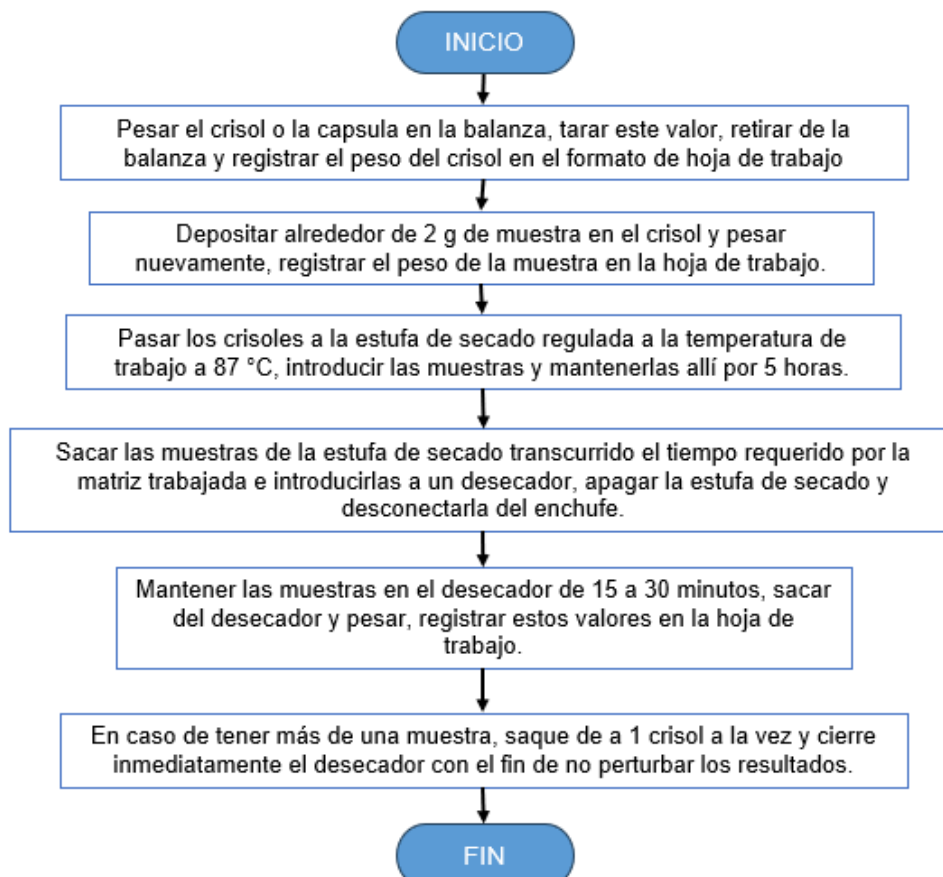 INICIO
Pesar el crisol o la capsula en la balanza, tarar este valor, retirar de la
balanza y registrar el peso del crisol en el formato de hoja de trabajo
Depositar alrededor de 2 g de muestra en el crisol y pesar
nuevamente, registrar el peso de la muestra en la hoja de trabajo.
Pasar los crisoles a la estufa de secado regulada a la temperatura de
trabajo a 87 °C, introducir las muestras y mantenerlas allí por 5 horas.
Sacar las muestras de la estufa de secado transcurrido el tiempo requerido por la
matriz trabajada e introducirlas a un desecador, apagar la estufa de secado y
desconectarla del enchufe.
Mantener las muestras en el desecador de 15 a 30 minutos, sacar
del desecador y pesar, registrar estos valores en la hoja de
trabajo.
En caso de tener más de una muestra, saque de a 1 crisol a la vez y cierre
inmediatamente el desecador con el fin de no perturbar los resultados.
FIN